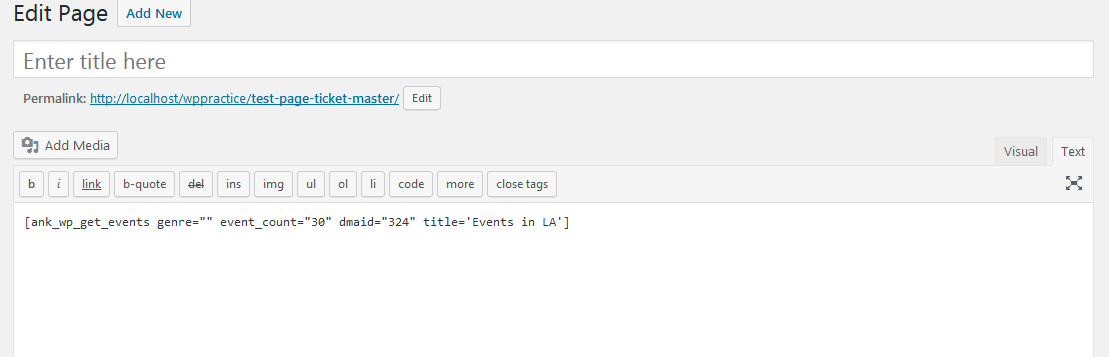 Edit Page Add New
Enter title here
Permalink: http://localhost/wppractice/test-page-ticket-master/ Edit
Add Media
Visual Text
b i link b-quote del ins img ul ol li code more close tags
[ank_wp_get_events genre="" event_count="30" dmaid="324" title='Events in LA']